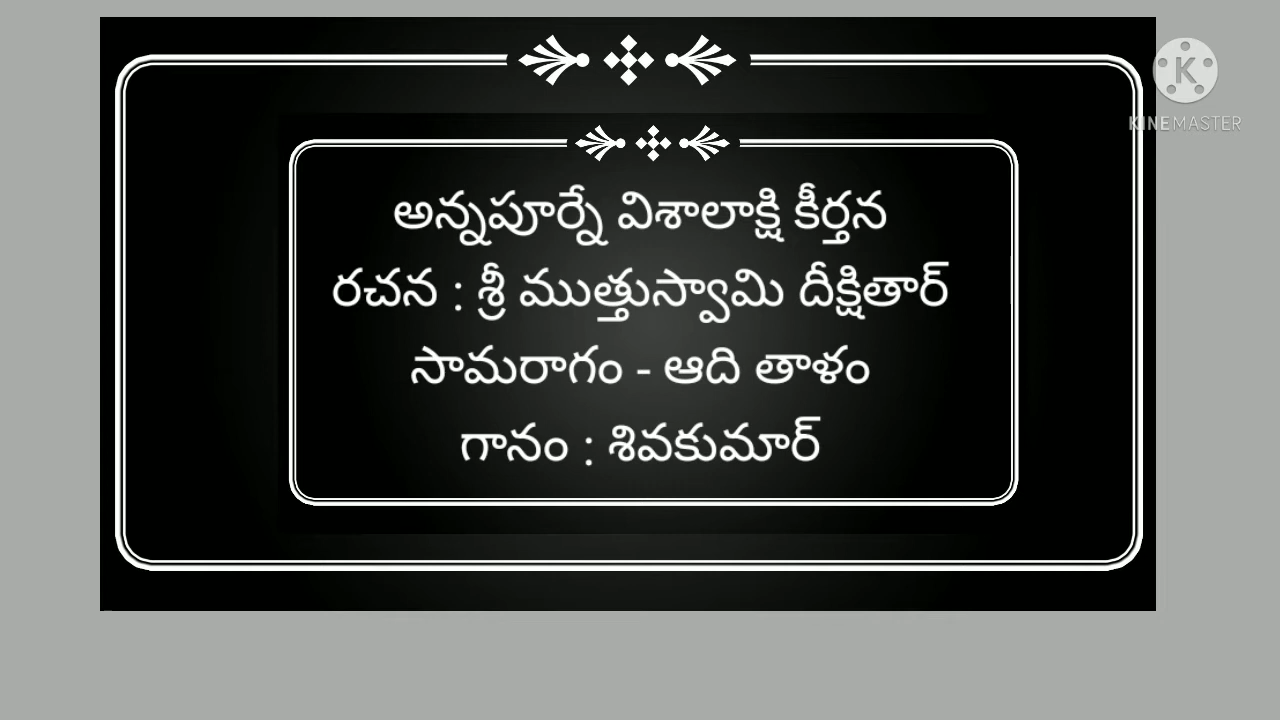 అన్నపూర్నే విశాలాక్షి కీర్తన
రచన : శ్రీ ముత్తుస్వామి దీక్షితార్
సామరాగం - ఆది తాళం
గానం : శివకుమార్
K
KINEMASTER